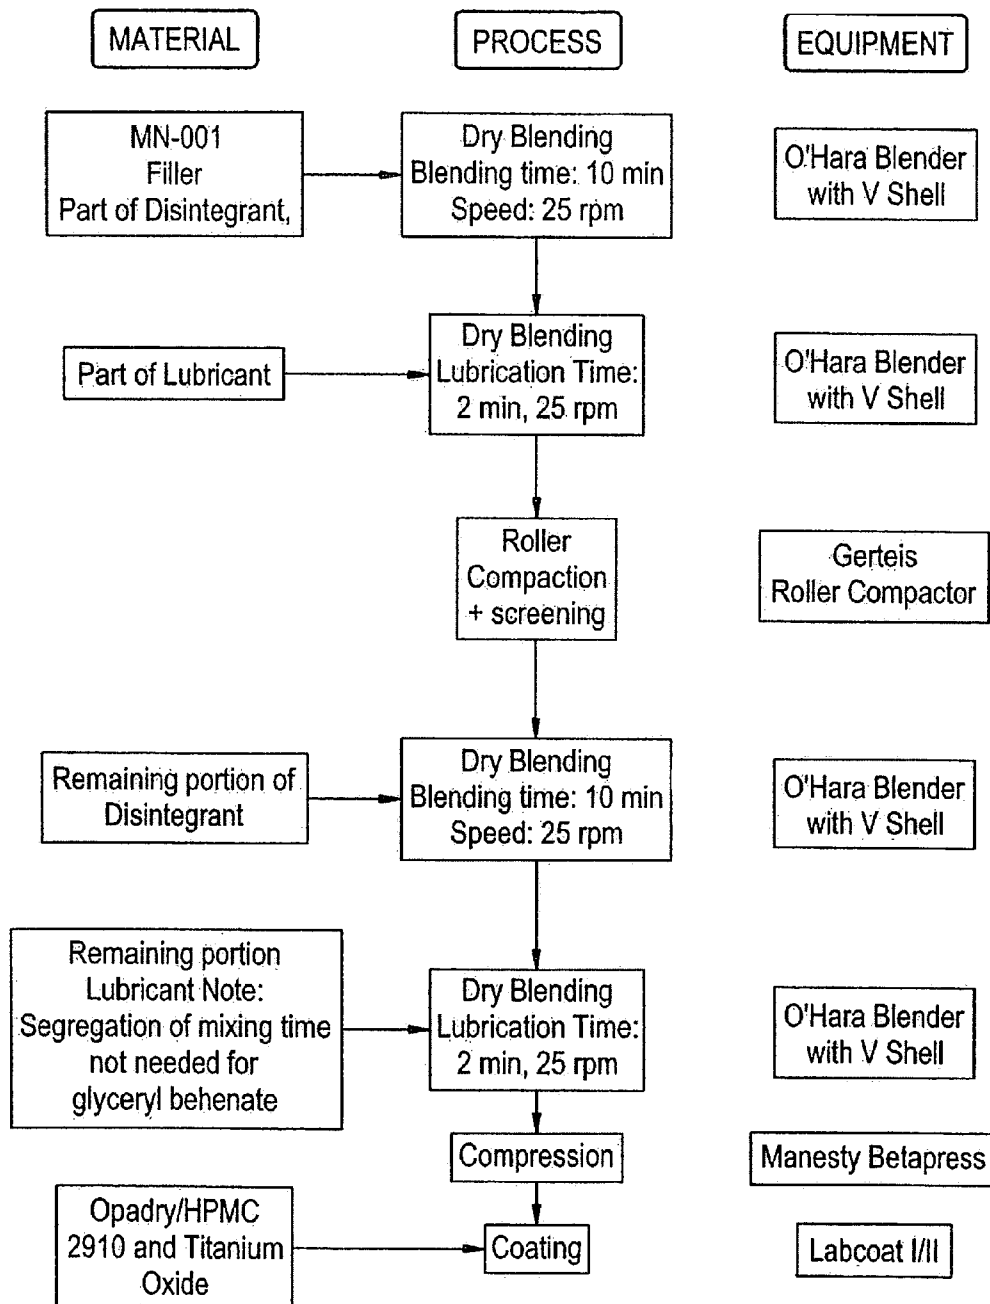 MATERIAL
PROCESS
EQUIPMENT
MN-001
Filler
Part of Disintegrant,
Dry Blending
Blending time: 10 min
Speed: 25 rpm
O'Hara Blender
with V Shell
Part of Lubricant
Dry Blending
Lubrication Time:
2 min, 25 rpm
O'Hara Blender
with V Shell
Roller
Compaction
+ screening
Gerteis
Roller Compactor
Remaining portion of
Disintegrant
Dry Blending
Blending time: 10 min
Speed: 25 rpm
O'Hara Blender
with V Shell
Remaining portion
Lubricant Note:
Segregation of mixing time
not needed for
glyceryl behenate
Dry Blending
Lubrication Time:
2 min, 25 rpm
O'Hara Blender
with V Shell
Compression
Manesty Betapress
Opadry/HPMC
2910 and Titanium
Oxide
Coating
Labcoat I/II